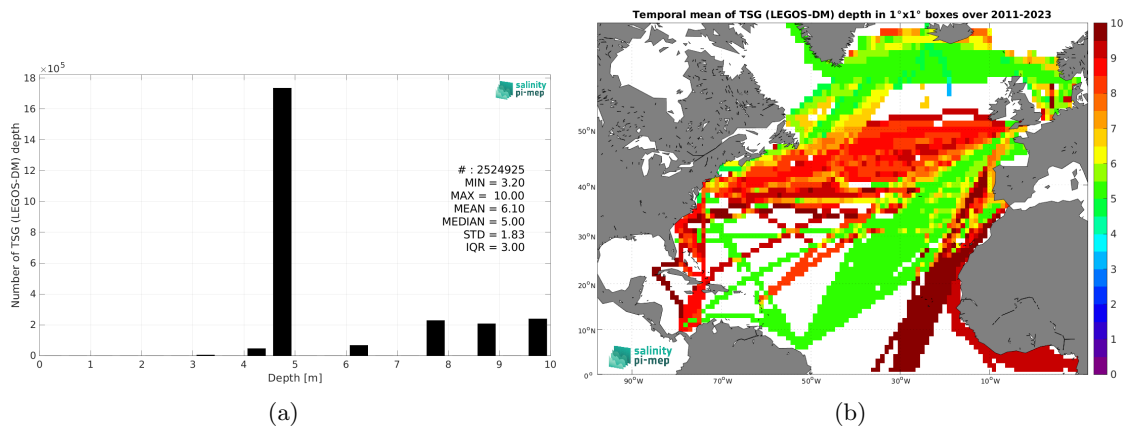 ×10⁵
18
16
14
12
10
8
6
4
2
0
Number of TSG (LEGOS-DM) depth
salinity
pi-mep
# : 2524925
MIN = 3.20
MAX = 10.00
MEAN = 6.10
MEDIAN = 5.00
STD = 1.83
IQR = 3.00
0 1 2 3 4 5 6 7 8 9 10
Depth [m]
(a)
Temporal mean of TSG (LEGOS-DM) depth in 1°x1° boxes over 2011-2023
50°N
40°N
30°N
20°N
10°N
0°
90°W 70°W 50°W 30°W 10°W
salinity
pi-mep
10
9
8
7
6
5
4
3
2
1
0
(b)